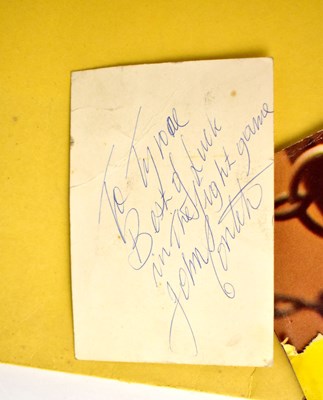 To Tyrone
Best of Luck
in the fight game
John Conteh